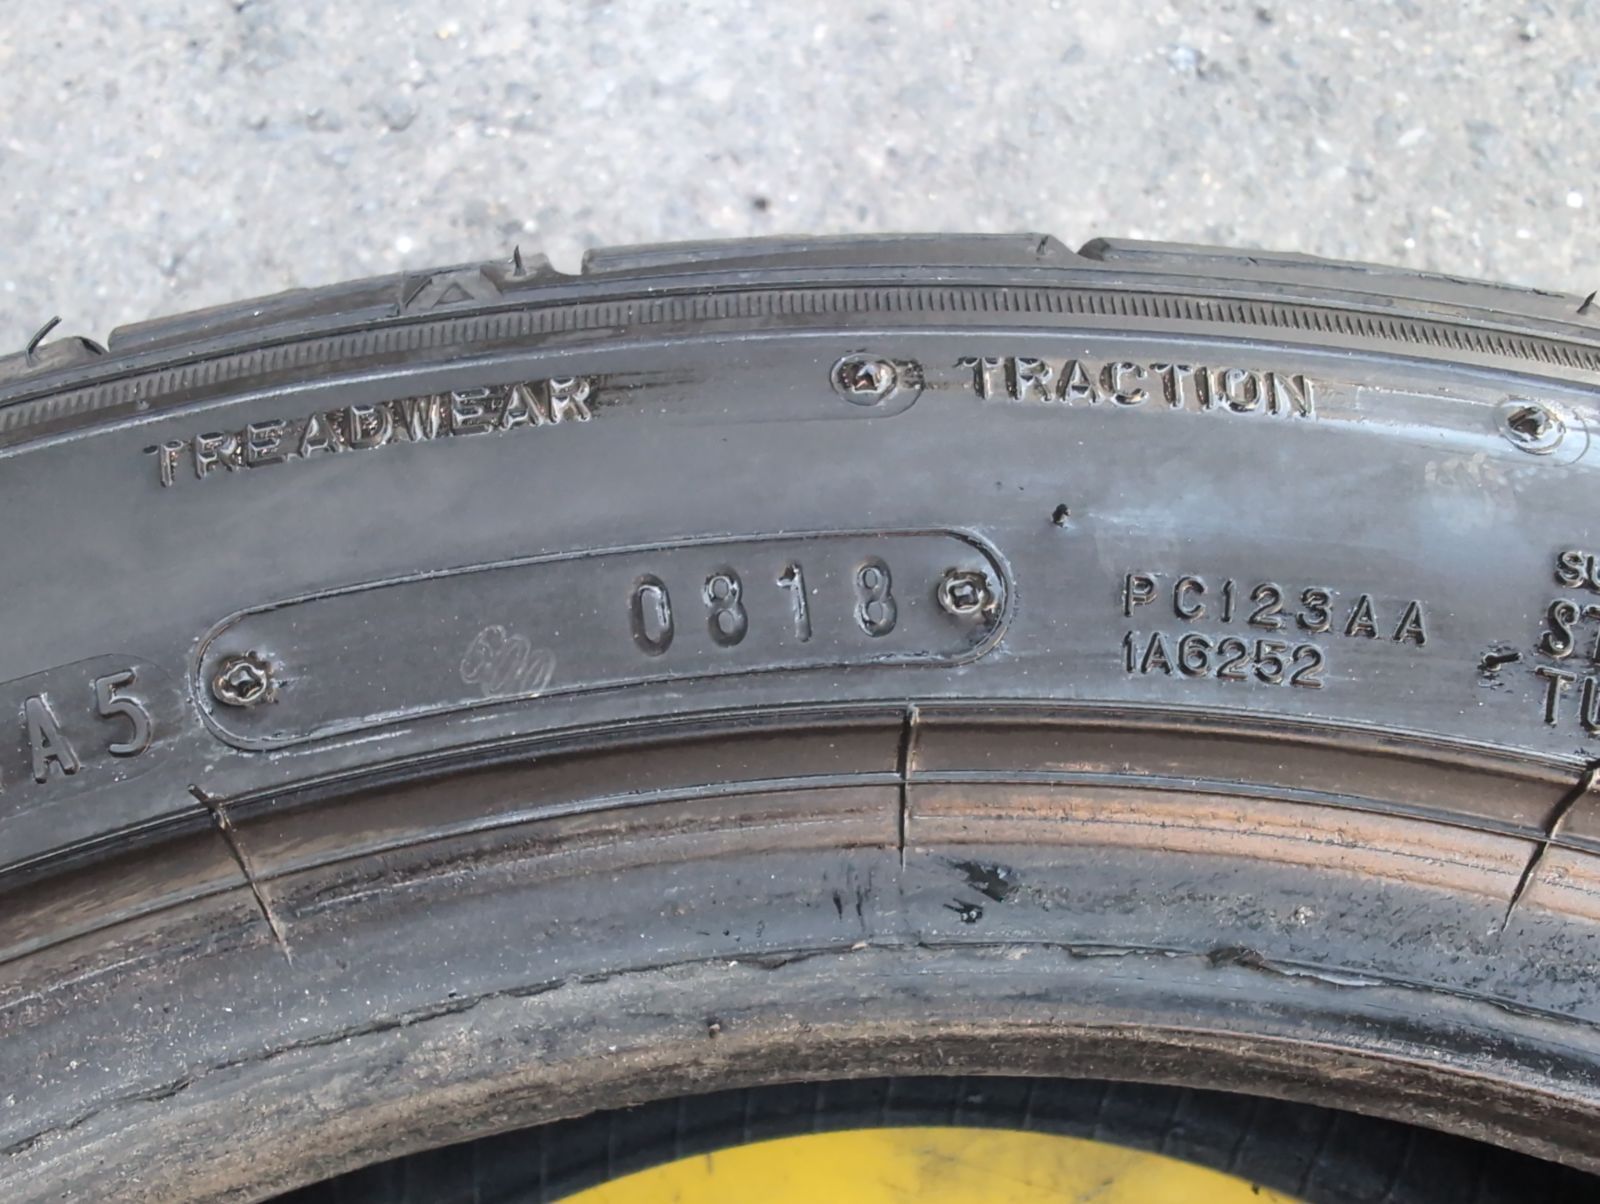 TREADWEAR TRACTION
A5 0818
PC123AA
1A6252